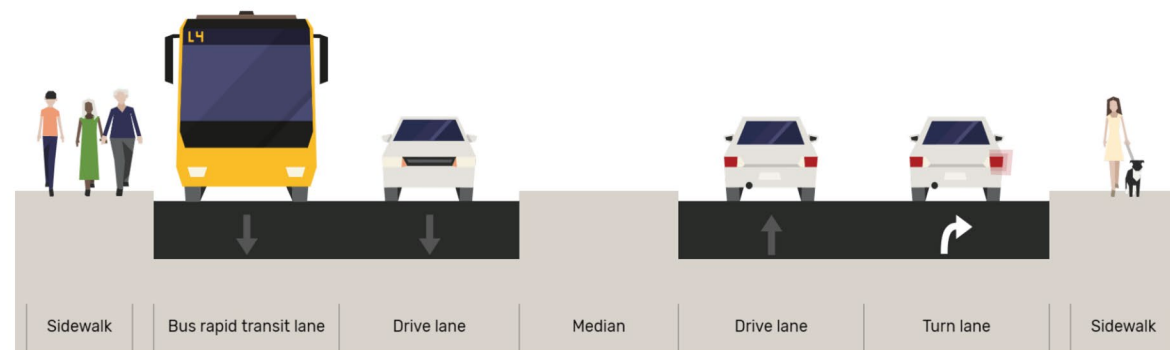 L4
Sidewalk
Bus rapid transit lane
Drive lane
Median
Drive lane
Turn lane
Sidewalk